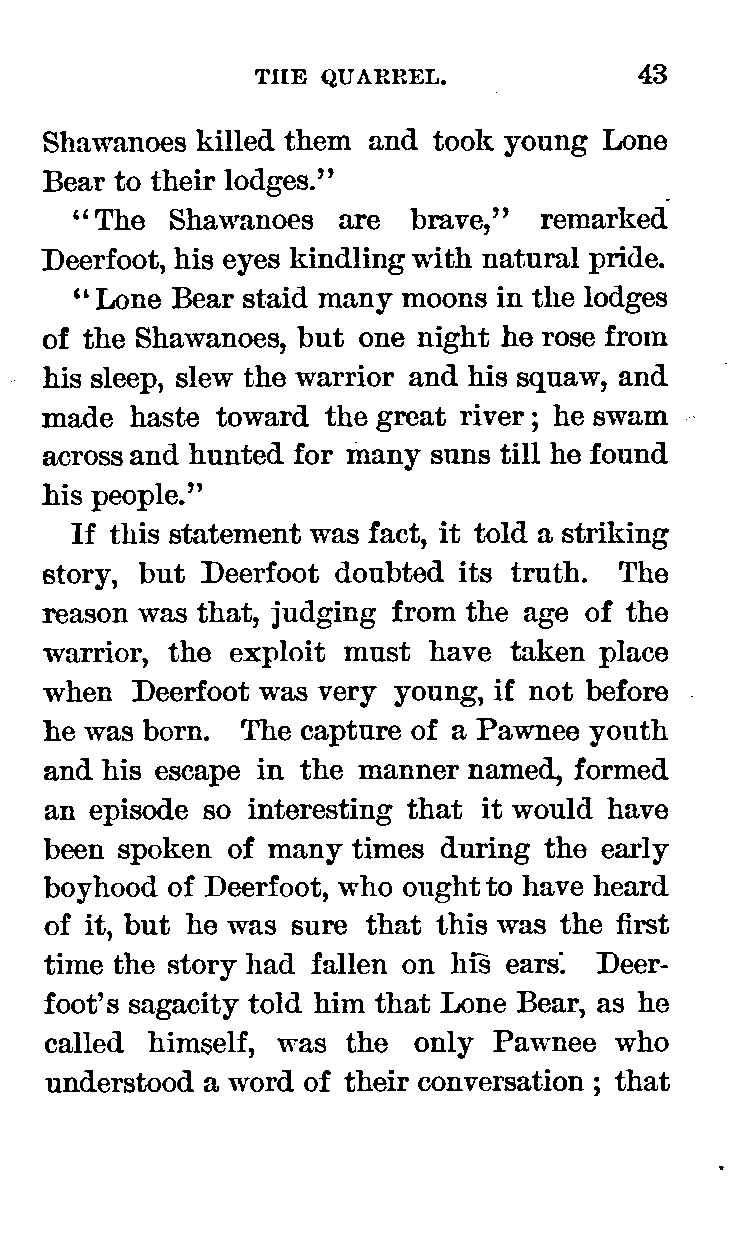 THE QUARREL. 43
Shawanoes killed them and took young Lone
Bear to their lodges."
"The Shawanoes are brave," remarked
Deerfoot, his eyes kindling with natural pride.
"Lone Bear staid many moons in the lodges
of the Shawanoes, but one night he rose from
his sleep, slew the warrior and his squaw, and
made haste toward the great river; he swam
across and hunted for many suns till he found
his people."
If this statement was fact, it told a striking
story, but Deerfoot doubted its truth. The
reason was that, judging from the age of the
warrior, the exploit must have taken place
when Deerfoot was very young, if not before
he was born. The capture of a Pawnee youth
and his escape in the manner named, formed
an episode so interesting that it would have
been spoken of many times during the early
boyhood of Deerfoot, who ought to have heard
of it, but he was sure that this was the first
time the story had fallen on his ears. Deer-
foot's sagacity told him that Lone Bear, as he
called himself, was the only Pawnee who
understood a word of their conversation; that